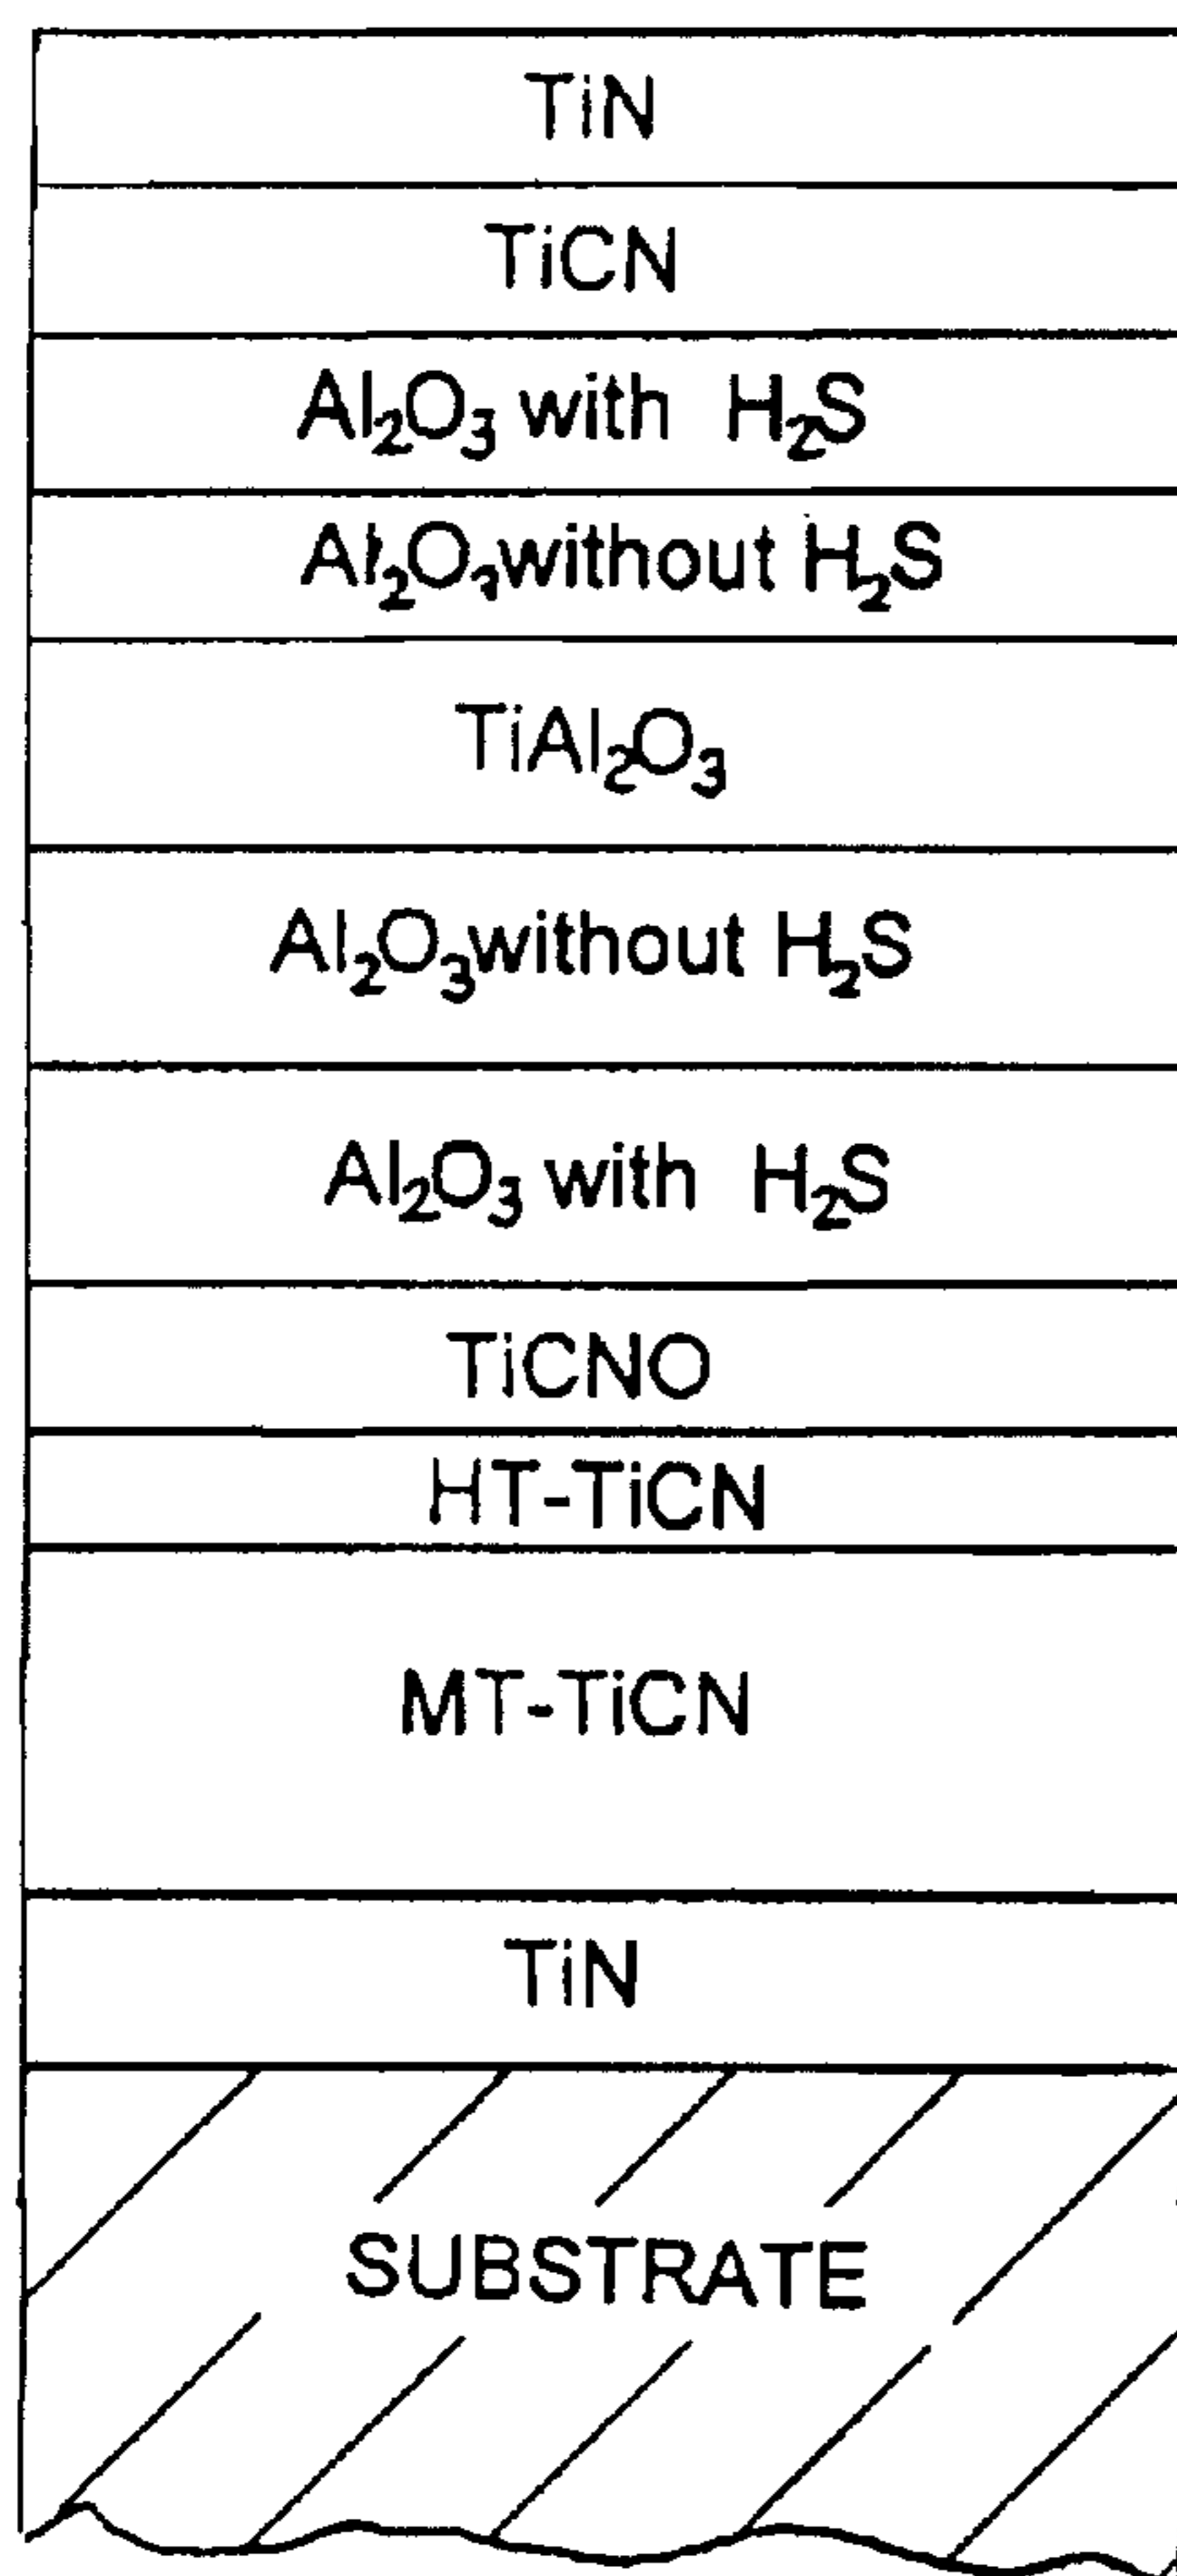 TiN
TiCN
Al₂O₃ with H₂S
Al₂O₃ without H₂S
TiAl₂O₃
Al₂O₃ without H₂S
Al₂O₃ with H₂S
TiCNO
HT-TiCN
MT-TiCN
TiN
SUBSTRATE